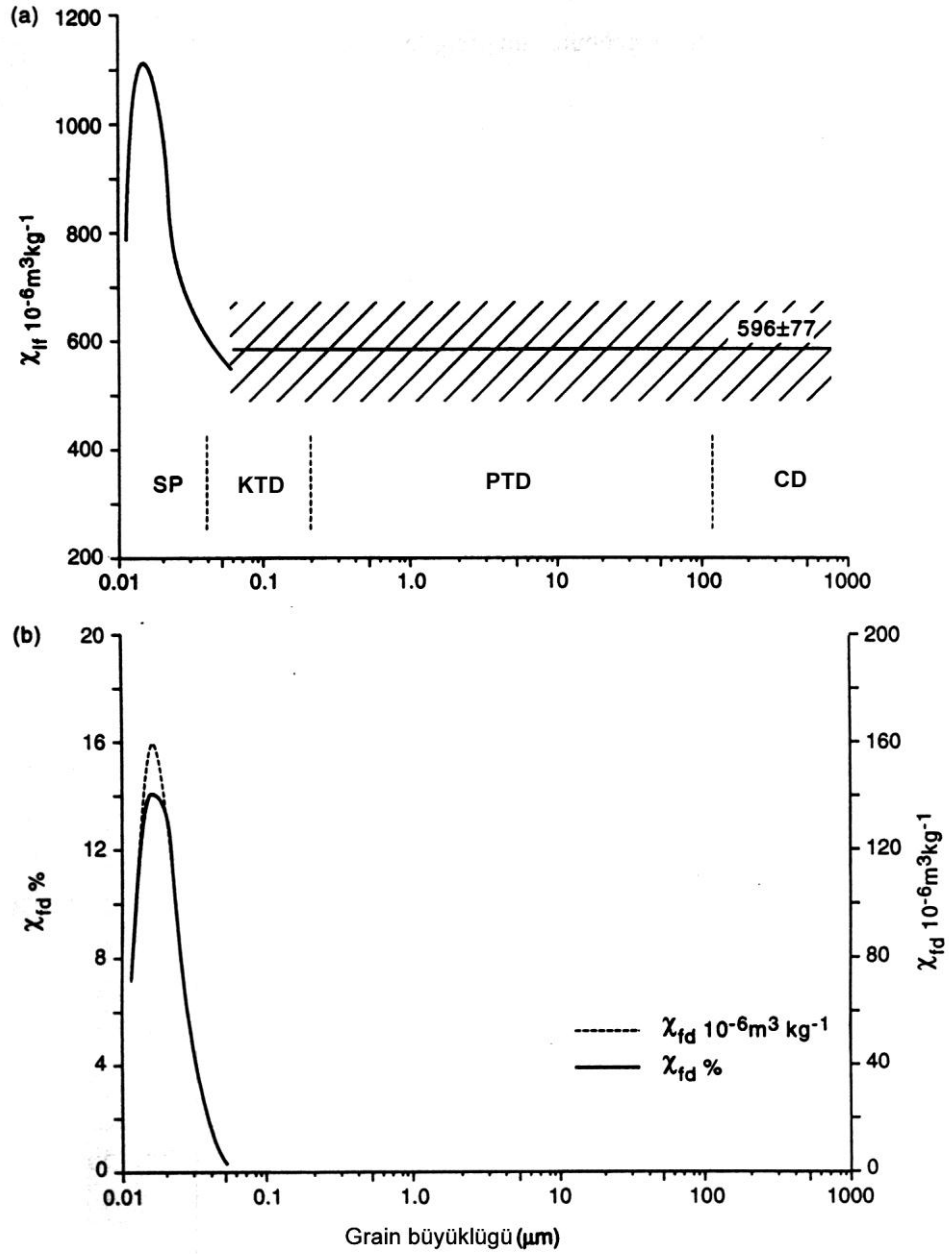 (a)
1200
1000
800
600
400
200
χlf 10-6m3kg-1
596±77
SP KTD PTD CD
0.01 0.1 1.0 10 100 1000
(b)
20
16
12
8
4
0
χfd %
200
160
120
80
40
0
χfd 10-6m3kg-1
χfd 10-6m3 kg-1
χfd %
0.01 0.1 1.0 10 100 1000
Grain büyüklügü (μm)